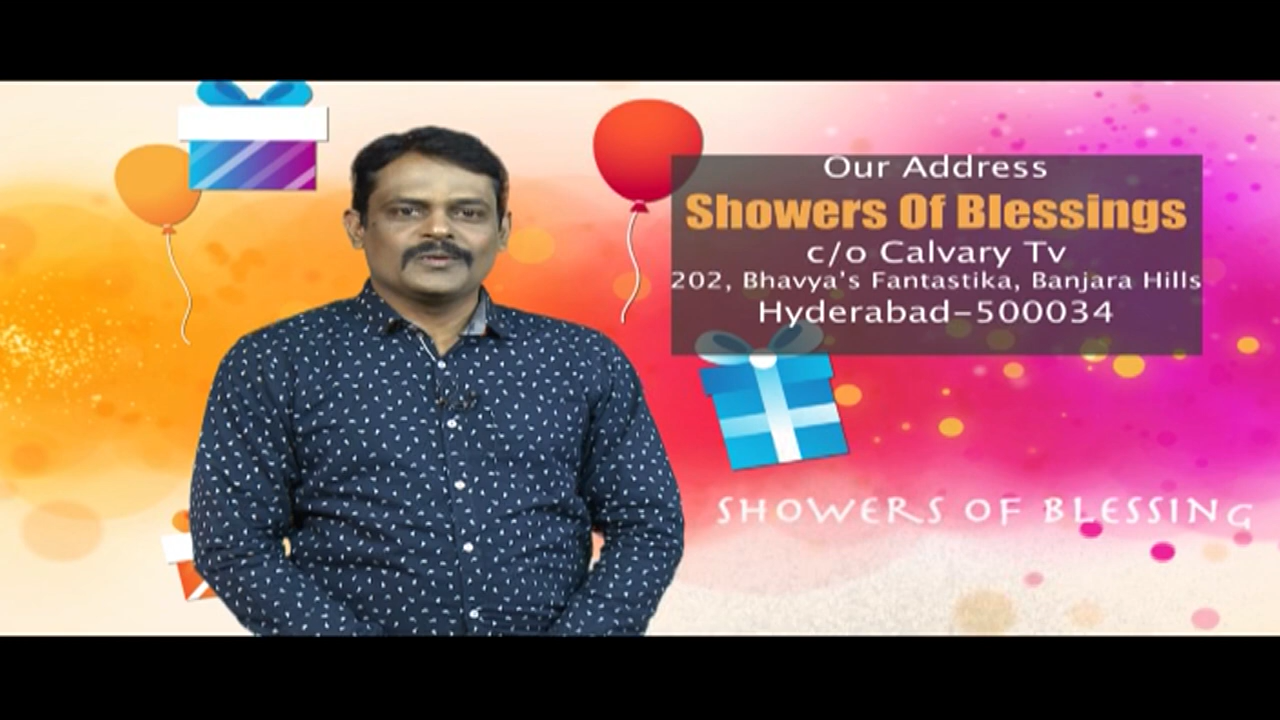 Our Address
Showers Of Blessings
c/o Calvary Tv
202, Bhavya's Fantastika, Banjara Hills
Hyderabad-500034
SHOWERS OF BLESSING